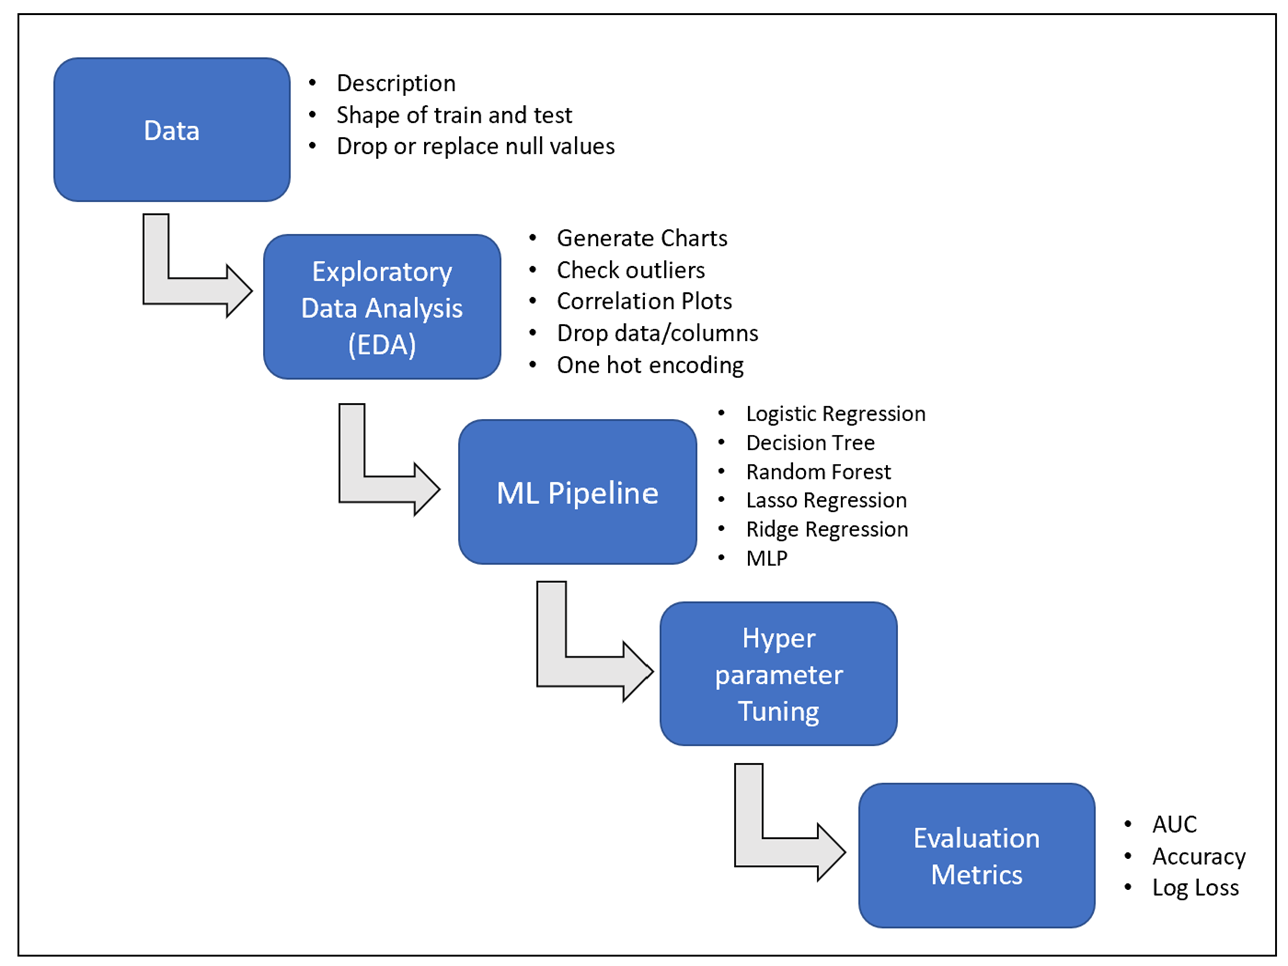 Data
• Description
• Shape of train and test
• Drop or replace null values
Exploratory
Data Analysis
(EDA)
• Generate Charts
• Check outliers
• Correlation Plots
• Drop data/columns
• One hot encoding
ML Pipeline
• Logistic Regression
• Decision Tree
• Random Forest
• Lasso Regression
• Ridge Regression
• MLP
Hyper
parameter
Tuning
Evaluation
Metrics
• AUC
• Accuracy
• Log Loss